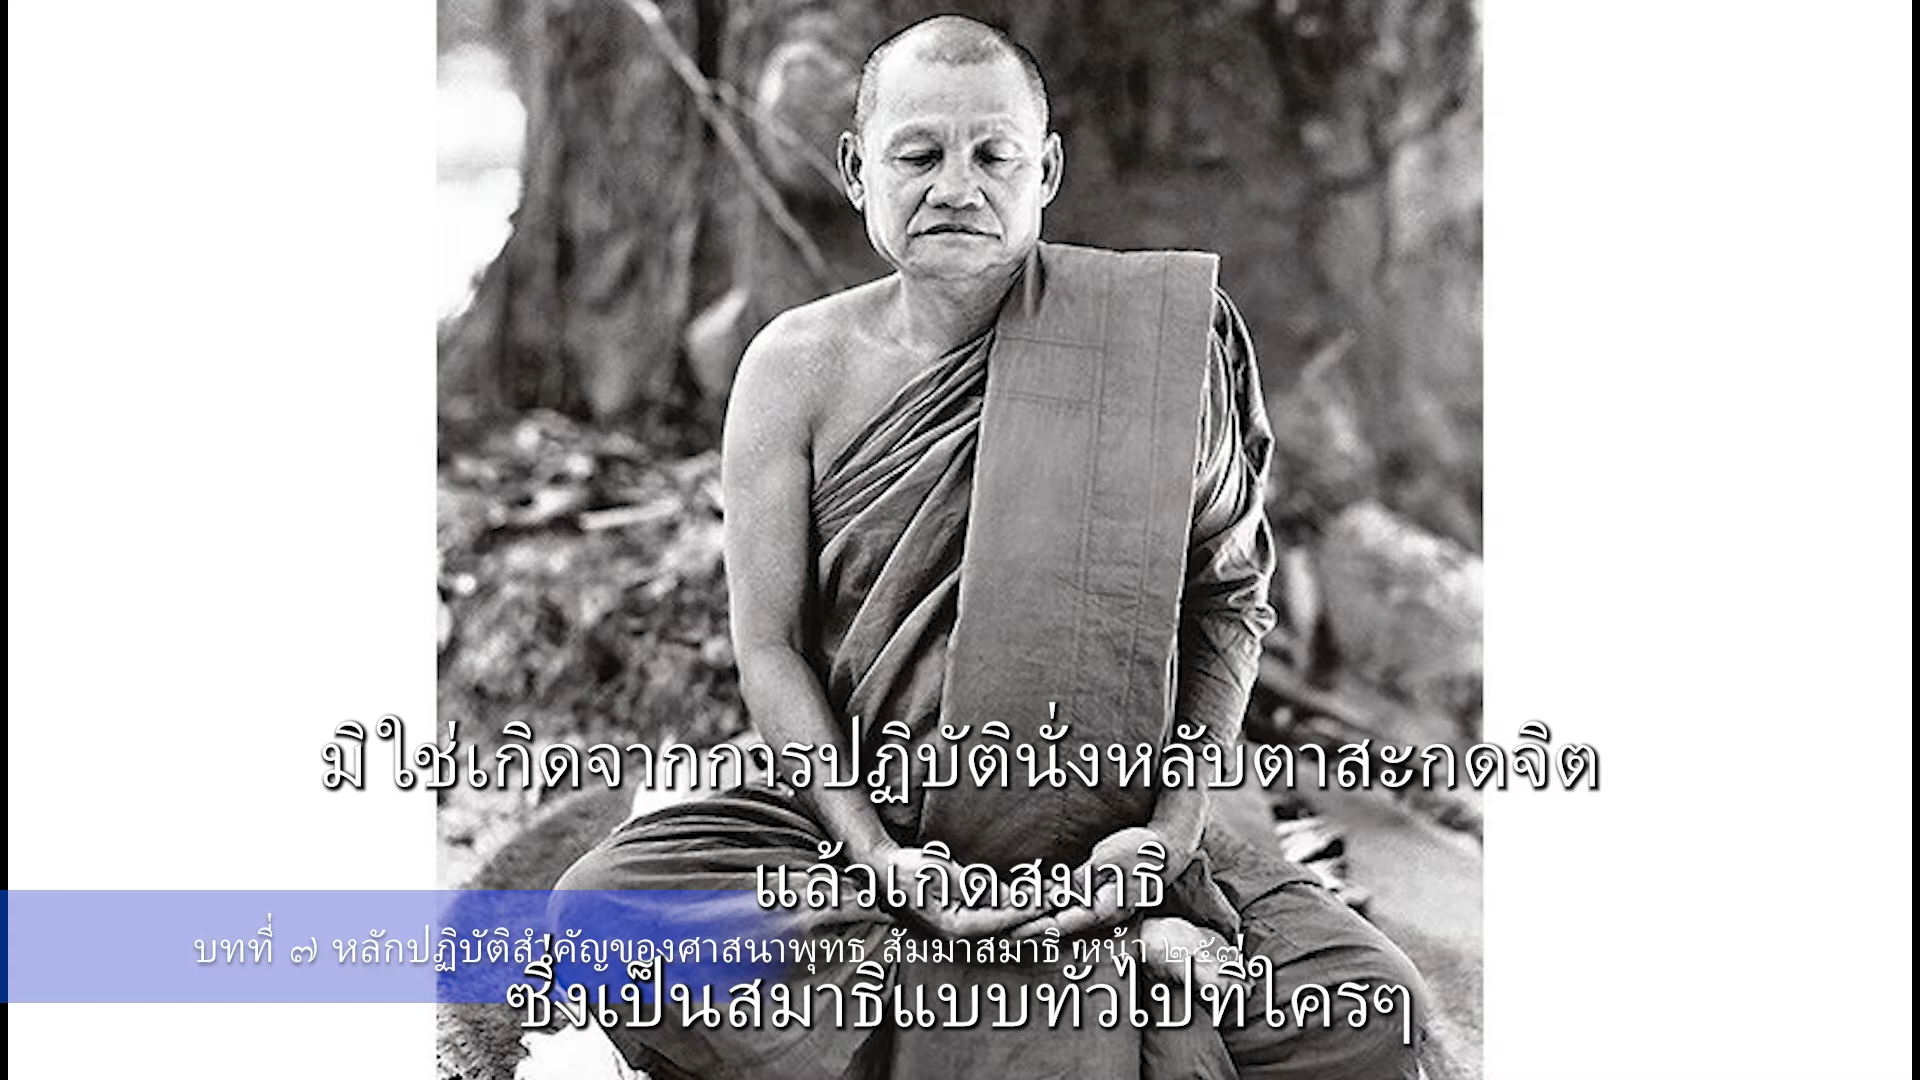 มิใช่เกิดจากการปฏิบัตินั่งหลับตาสะกดจิต
แล้วเกิดสมาธิ
บทที่ ๗ หลักปฏิบัติสำคัญของศาสนาพุทธ สัมมาสมาธิ หน้า ๒๕๗
ซึ่งเป็นสมาธิแบบทั่วไปที่ใครๆ